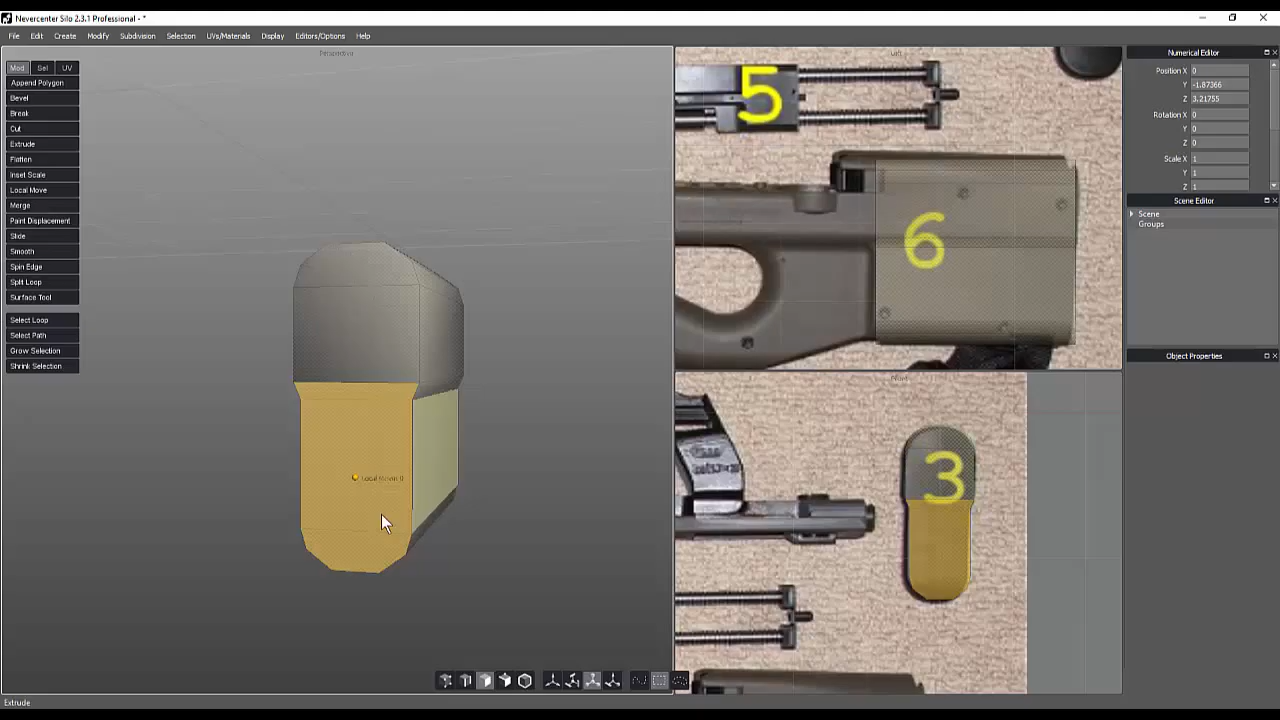 Nevercenter Silo 2.3.1 Professional - *
File Edit Create Modify Subdivision Selection UVs/Materials Display Editors/Options Help
Perspective
Mod Sel UV
Append Polygon
Bevel
Break
Cut
Extrude
Flatten
Inset Scale
Local Move
Merge
Paint Displacement
Slide
Smooth
Spin Edge
Split Loop
Surface Tool
Select Loop
Select Path
Grow Selection
Shrink Selection
5
6
3
Numerical Editor
Position X 0
Y -1.87366
Z 3.21755
Rotation X 0
Y 0
Z 0
Scale X 1
Y 1
Z 1
Scene Editor
Scene
Groups
Object Properties
Extrude